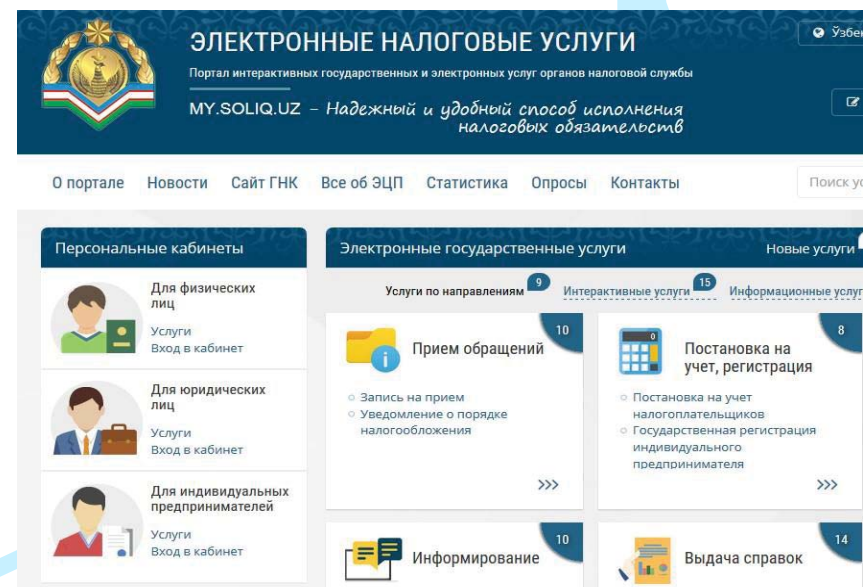 ЭЛЕКТРОННЫЕ НАЛОГОВЫЕ УСЛУГИ
Портал интерактивных государственных и электронных услуг органов налоговой службы
MY.SOLIQ.UZ – Надежный и удобный способ исполнения
налоговых обязательств
О портале Новости Сайт ГНК Все об ЭЦП Статистика Опросы Контакты
Поиск
Персональные кабинеты
Для физических
лиц
Услуги
Вход в кабинет
Для юридических
лиц
Услуги
Вход в кабинет
Для индивидуальных
предпринимателей
Услуги
Вход в кабинет
Электронные государственные услуги
Новые услуги
Услуги по направлениям 9
Интерактивные услуги 15
Информационные
10
Прием обращений
Запись на прием
Уведомление о порядке
налогообложения
>>>
8
Постановка на
учет, регистрация
Постановка на учет
налогоплательщиков
Государственная регистрация
индивидуального
предпринимателя
>>>
10
Информирование
14
Выдача справок